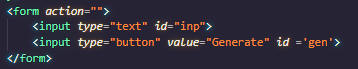 <form action="">
    <input type="text" id="inp">
    <input type="button" value="Generate" id ='gen'>
</form>